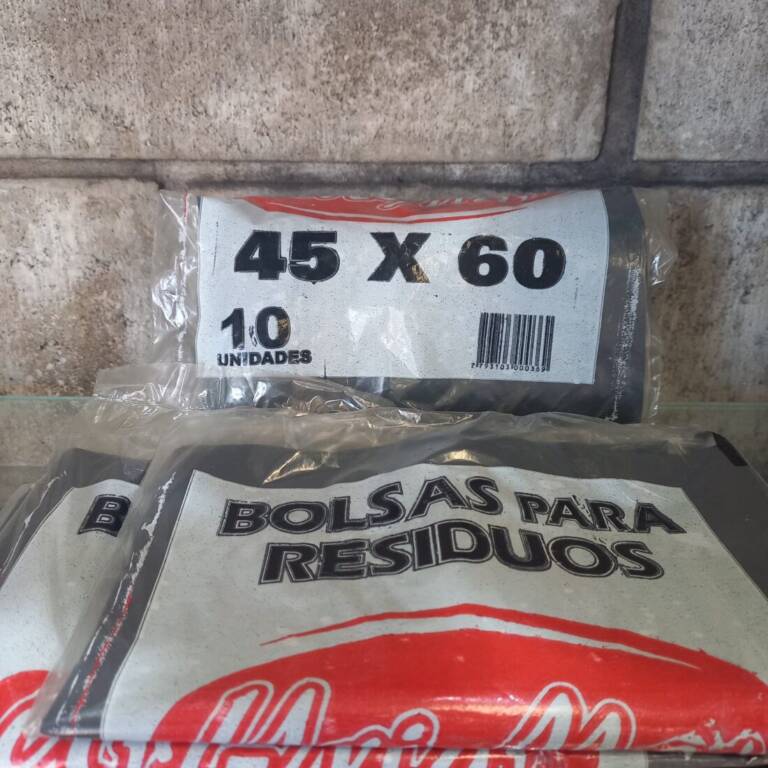 45 X 60
10
UNIDADES
BOLSAS PARA
RESIDUOS
B